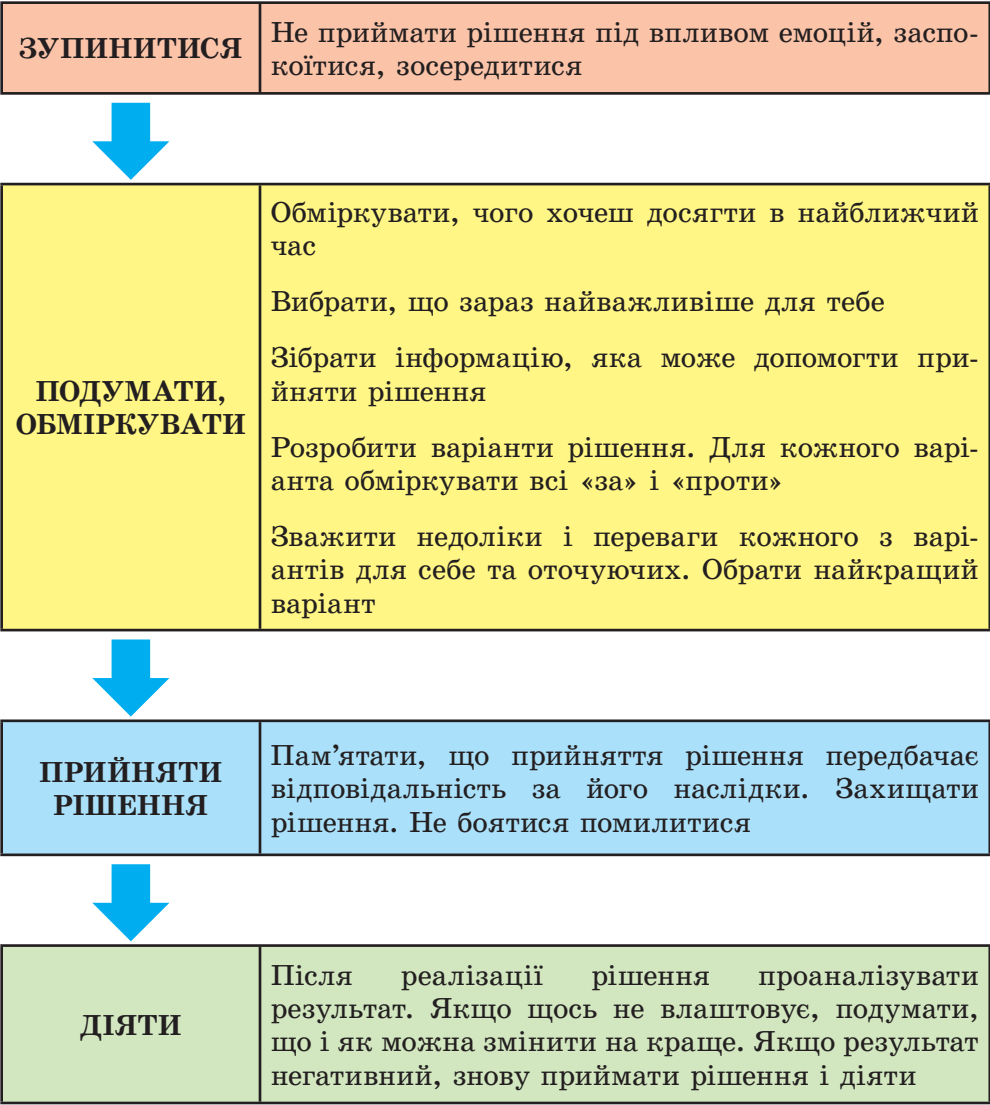 ЗУПИНИТИСЯ
Не приймати рішення під впливом емоцій, заспо-
коїтися, зосередитися
ПОДУМАТИ,
ОБМІРКУВАТИ
Обміркувати, чого хочеш досягти в найближчий
час
Вибрати, що зараз найважливіше для тебе
Зібрати інформацію, яка може допомогти при-
йняти рішення
Розробити варіанти рішення. Для кожного варі-
анта обміркувати всі «за» і «проти»
Зважити недоліки і переваги кожного з варі-
антів для себе та оточуючих. Обрати найкращий
варіант
ПРИЙНЯТИ
РІШЕННЯ
Пам’ятати, що прийняття рішення передбачає
відповідальність за його наслідки. Захищати
рішення. Не боятися помилитися
ДІЯТИ
Після реалізації рішення проаналізувати
результат. Якщо щось не влаштовує, подумати,
що і як можна змінити на краще. Якщо результат
негативний, знову приймати рішення і діяти